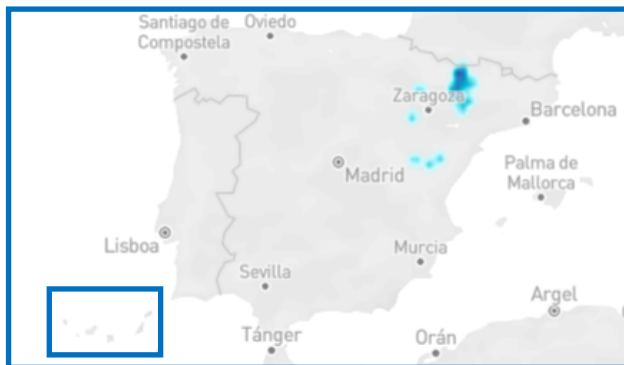 Santiago de
Compostela
Oviedo
Zaragoza
Barcelona
Madrid
Palma de
Mallorca
Lisboa
Murcia
Sevilla
Argel
Tánger
Orán